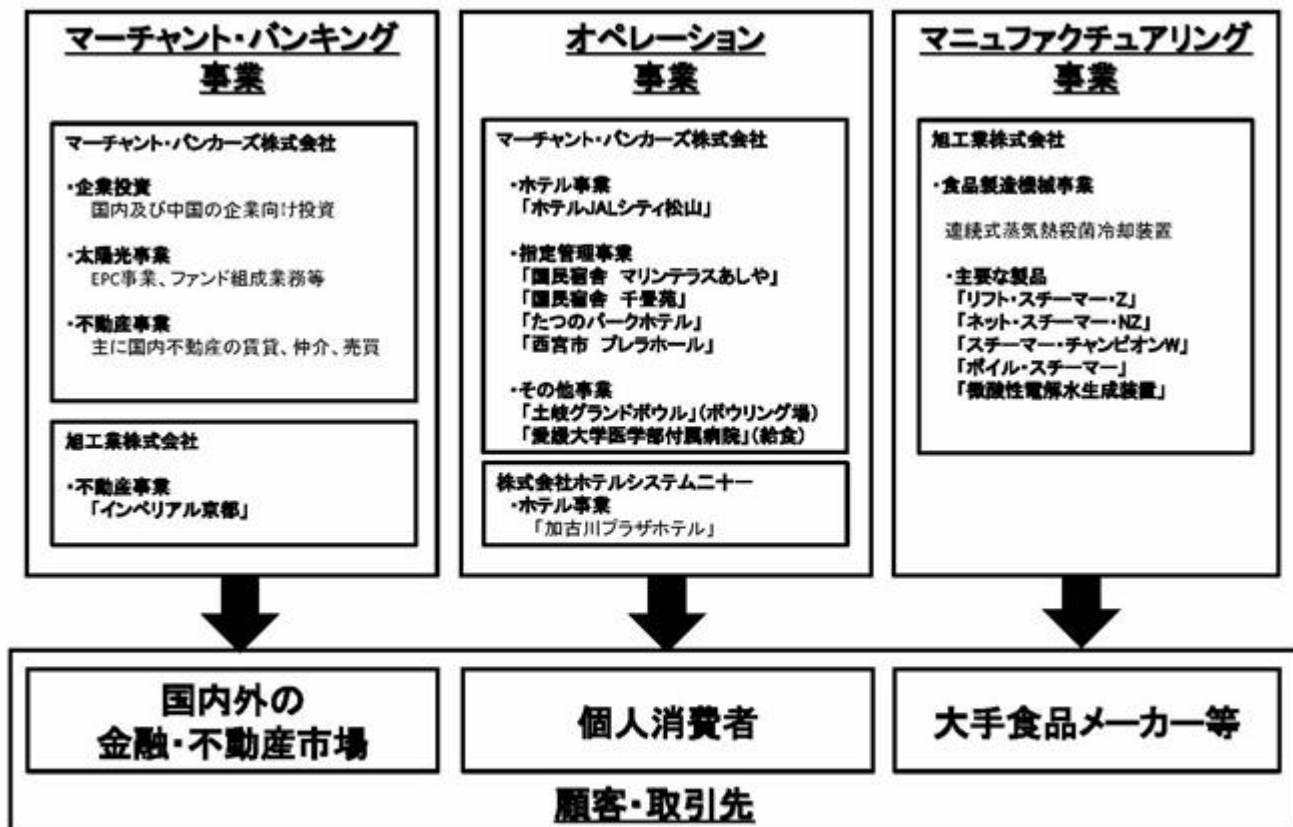 マーチャント・バンキング
事業
マーチャント・バンカーズ株式会社
・企業投資
国内及び中国の企業向け投資
・太陽光事業
EPC事業、ファンド組成業務等
・不動産事業
主に国内不動産の賃貸、仲介、売買
旭工業株式会社
・不動産事業
「インペリアル京都」
オペレーション
事業
マーチャント・バンカーズ株式会社
・ホテル事業
「ホテルJALシティ松山」
・指定管理事業
「国民宿舎 マリンテラスあしや」
「国民宿舎 千畳苑」
「たつのパークホテル」
「西宮市 プレラホール」
・その他事業
「土岐グランドボウル」(ボウリング場)
「愛媛大学医学部付属病院」(給食)
株式会社ホテルシステム二十一
・ホテル事業
「加古川プラザホテル」
マニュファクチュアリング
事業
旭工業株式会社
・食品製造機械事業
連続式蒸気熱殺菌冷却装置
・主要な製品
「リフト・スチーマー・Z」
「ネット・スチーマー・NZ」
「スチーマー・チャンピオンW」
「ボイル・スチーマー」
「微酸性電解水生成装置」
国内外の
金融・不動産市場
個人消費者
大手食品メーカー等
顧客・取引先